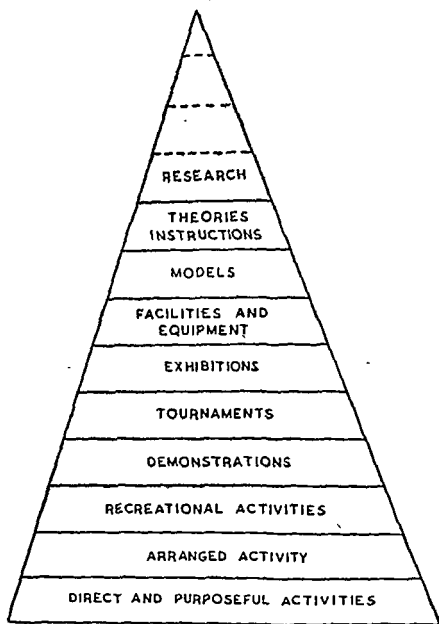 RESEARCH
THEORIES
INSTRUCTIONS
MODELS
FACILITIES AND
EQUIPMENT
EXHIBITIONS
TOURNAMENTS
DEMONSTRATIONS
RECREATIONAL ACTIVITIES
ARRANGED ACTIVITY
DIRECT AND PURPOSEFUL ACTIVITIES